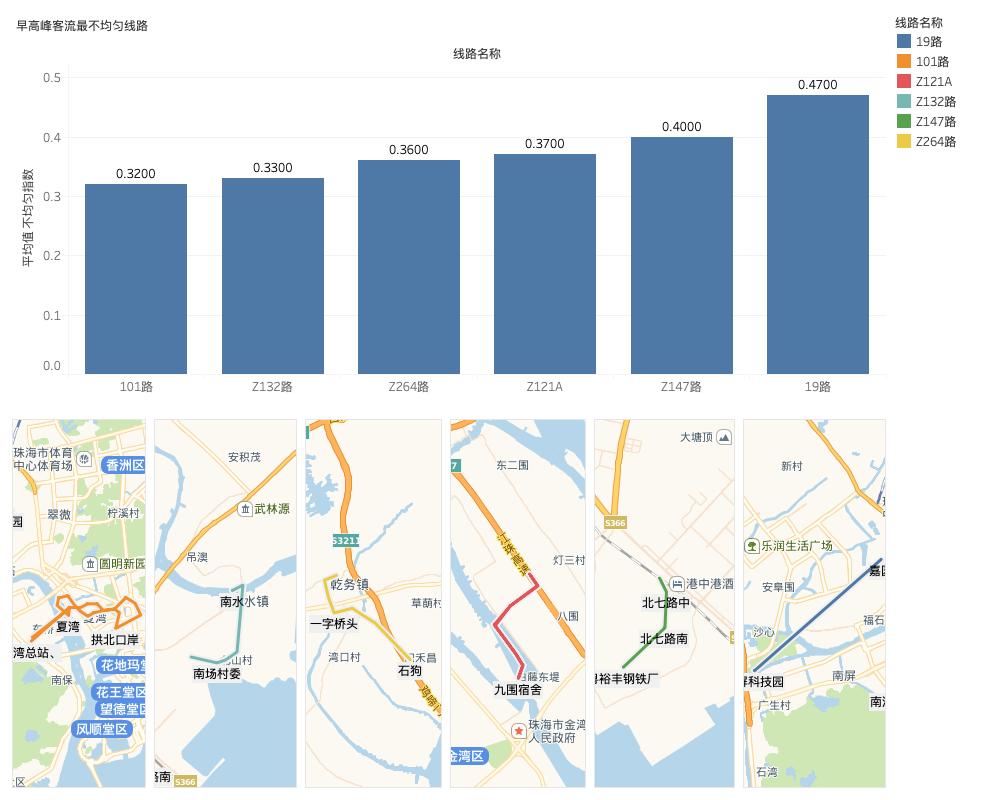 早高峰客流最不均匀线路
线路名称
线路名称
19路
101路
Z121A
Z132路
Z147路
Z264路
平均值 不均匀指数
0.5
0.4
0.3
0.2
0.1
0.0
0.3200
0.3300
0.3600
0.3700
0.4000
0.4700
101路
Z132路
Z264路
Z121A
Z147路
19路
珠海市体育
中心体育场
香洲区
园
翠微
柠溪村
圆明新园
夏湾
拱北口岸
湾总站、
花地玛堂
南保
花王堂区
望德堂区
风顺堂区
区
安积茂
武林源
吊澳
南水水镇
山村
南场村委
S366
S3211
乾务镇
草蓢村
一字桥头
湾口村
禾昌
石狗
7
东二围
江珠高速
灯三村
八围
藤东堤
九围宿舍
珠海市金湾
人民政府
金湾区
大塘顶
S366
港中港酒
北七路中
北七路南
裕丰钢铁厂
新村
乐润生活广场
安阜围
福石
沙心
科技园
南屏
广生村
石湾